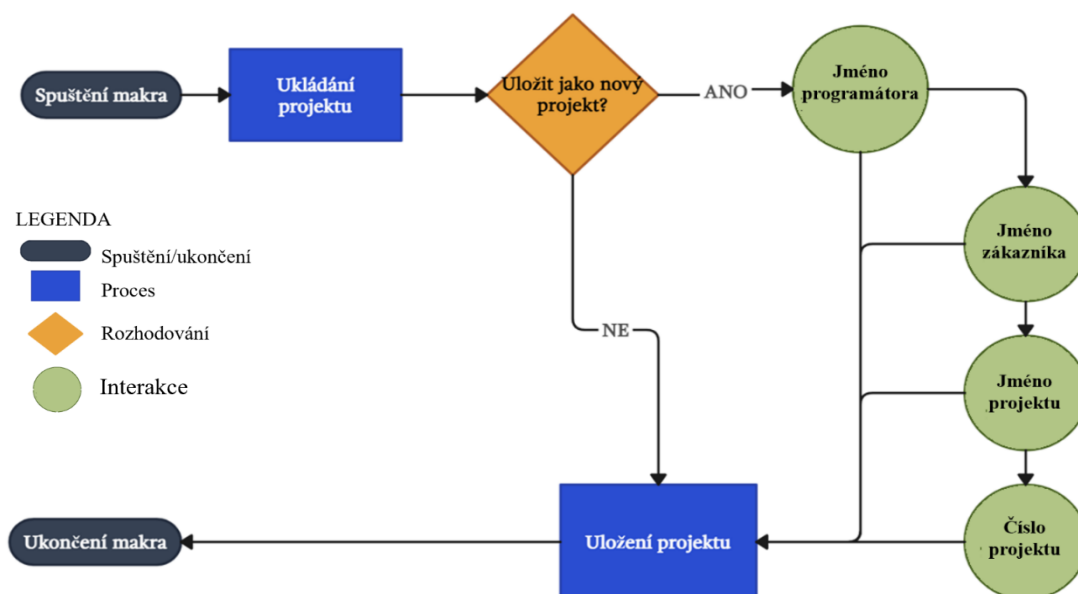 Spuštění makra
Ukládání
projektu
Uložit jako nový
projekt?
ANO
Jméno
programátora
LEGENDA
Spuštění/ukončení
Proces
Rozhodování
Interakce
Jméno
zákazníka
NE
Jméno
projektu
Ukončení makra
Uložení projektu
Číslo
projektu